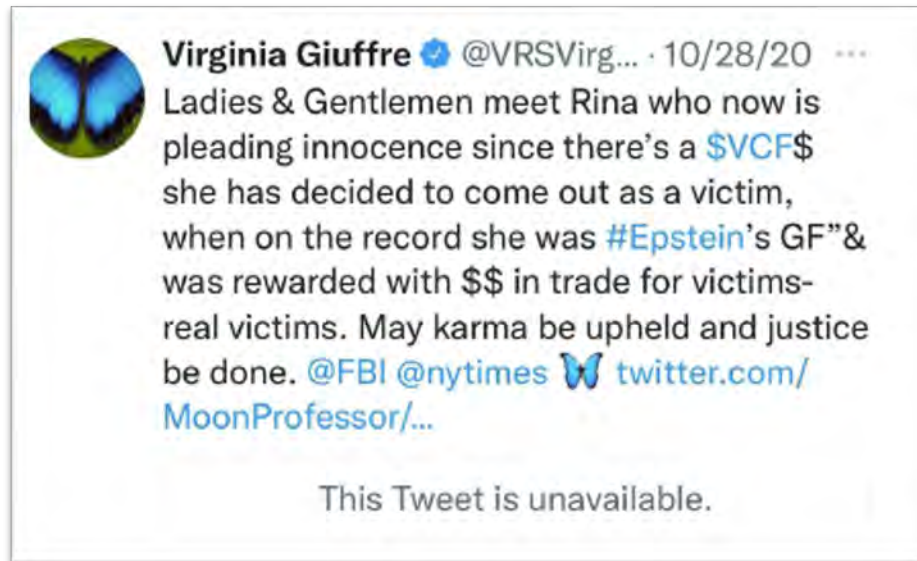 Virginia Giuffre @VRSVirg... · 10/28/20 ...
Ladies & Gentlemen meet Rina who now is
pleading innocence since there’s a $VCF$
she has decided to come out as a victim,
when on the record she was #Epstein’s GF”&
was rewarded with $$ in trade for victims-
real victims. May karma be upheld and justice
be done. @FBI @nytimes 🦋 twitter.com/
MoonProfessor/...
This Tweet is unavailable.